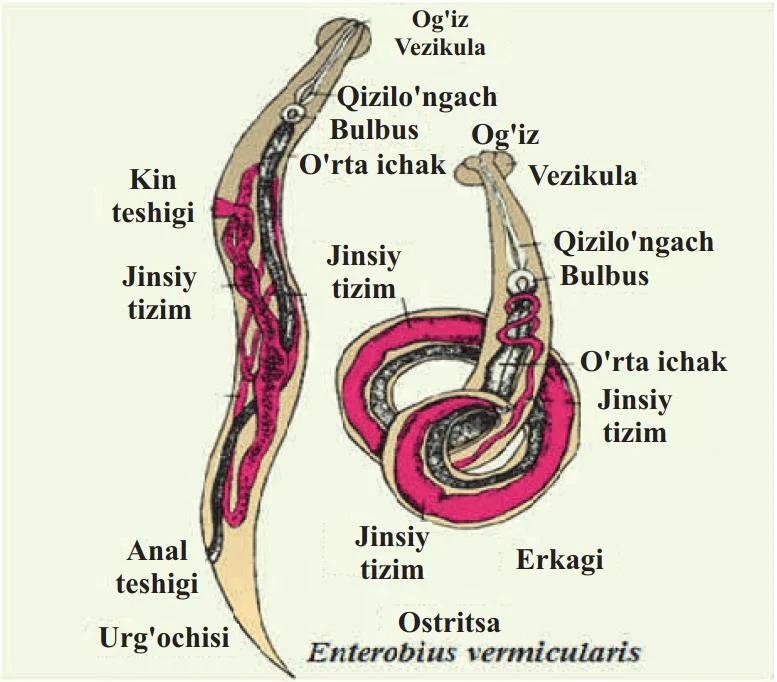 Og'iz
Vezikula
Qizilo'ngach
Bulbus
O'rta ichak
Kin
teshigi
Jinsiy
tizim
Anal
teshigi
Urg'ochisi
Og'iz
Vezikula
Qizilo'ngach
Bulbus
Jinsiy
tizim
O'rta ichak
Jinsiy
tizim
Jinsiy
tizim
Erkagi
Ostritsa
Enterobius vermicularis